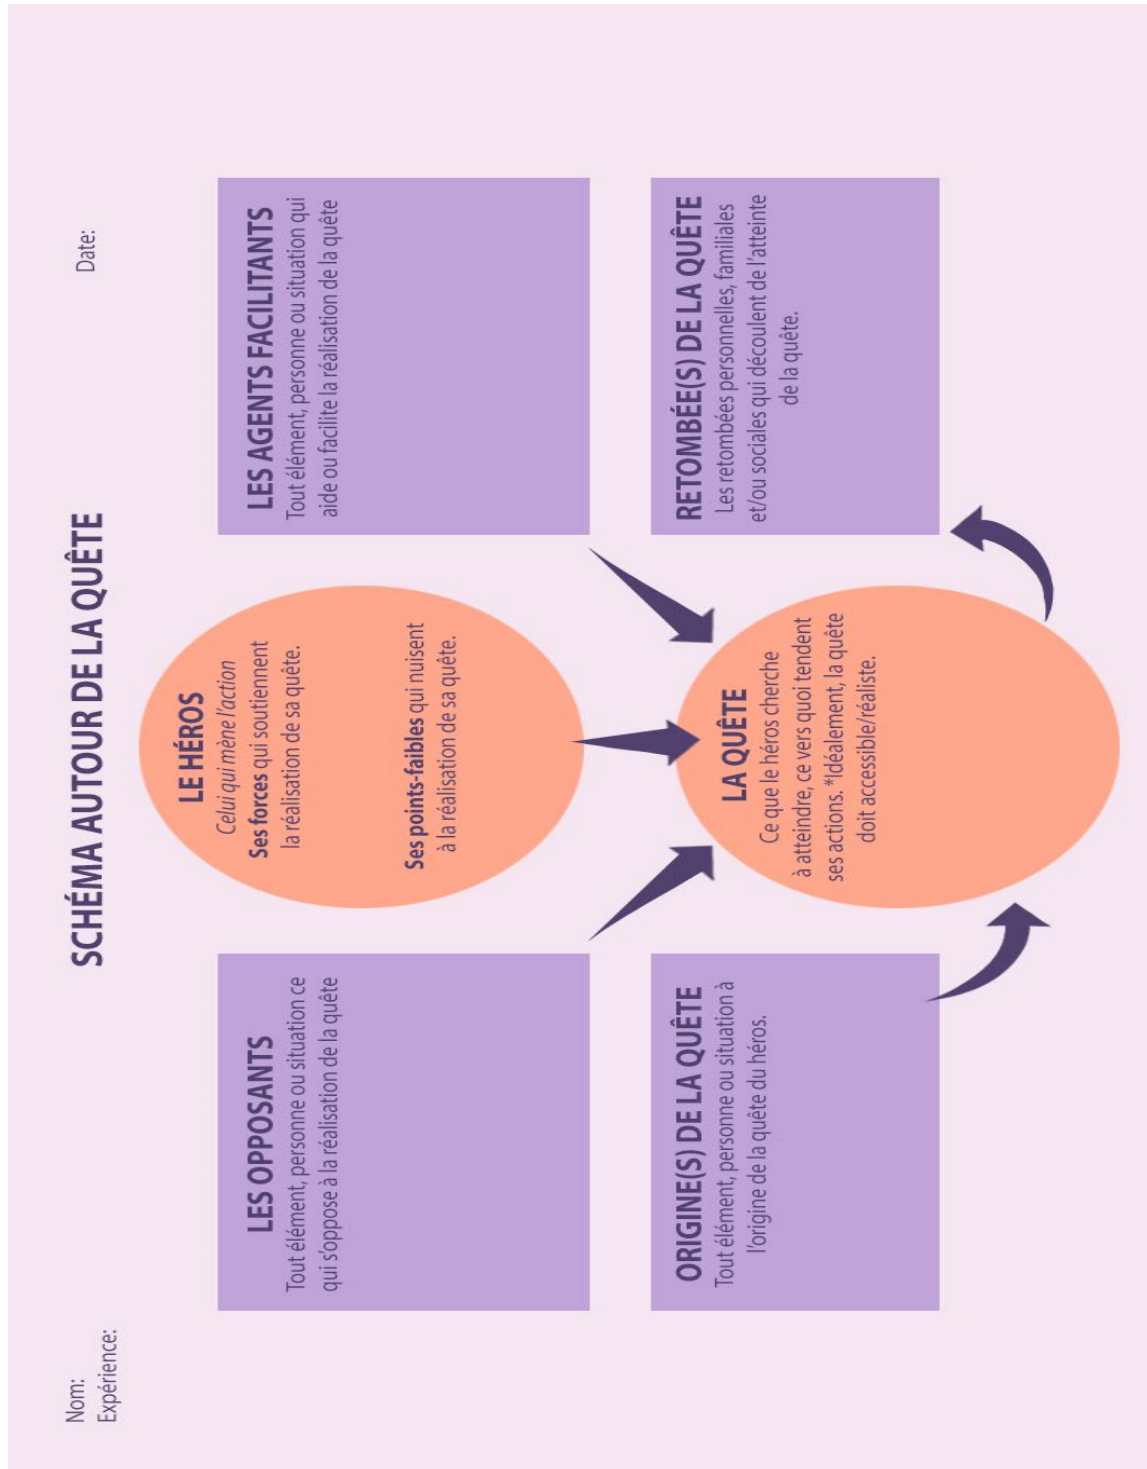 Nom:
Expérience:
SCHÉMA AUTOUR DE LA QUÊTE
Date:
LES OPPOSANTS
Tout élément, personne ou situation ce
qui s'oppose à la réalisation de la quête
LE HÉROS
Celui qui mène l'action
Ses forces qui soutiennent
la réalisation de sa quête.
Ses points-faibles qui nuisent
à la réalisation de sa quête.
LES AGENTS FACILITANTS
Tout élément, personne ou situation qui
aide ou facilite la réalisation de la quête
ORIGINE(S) DE LA QUÊTE
Tout élément, personne ou situation à
l'origine de la quête du héros.
LA QUÊTE
Ce que le héros cherche
à atteindre, ce vers quoi tendent
ses actions. *Idéalement, la quête
doit accessible/réaliste.
RETOMBÉE(S) DE LA QUÊTE
Les retombées personnelles, familiales
et/ou sociales qui découlent de l'atteinte
de la quête.